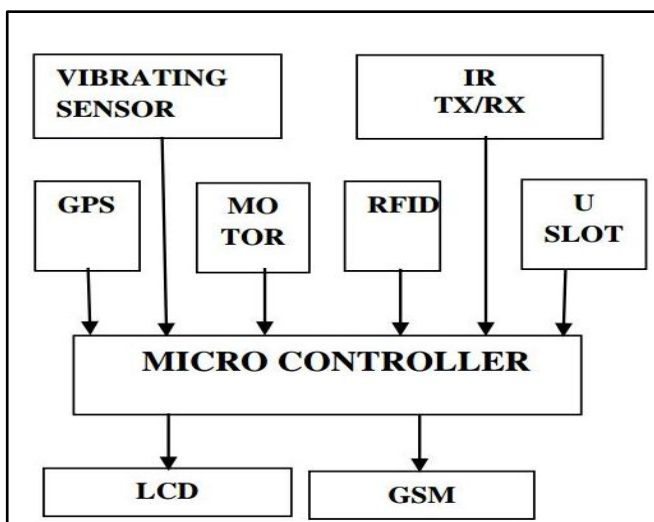 VIBRATING
SENSOR
IR
TX/RX
GPS
MO
TOR
RFID
U
SLOT
MICRO CONTROLLER
LCD
GSM